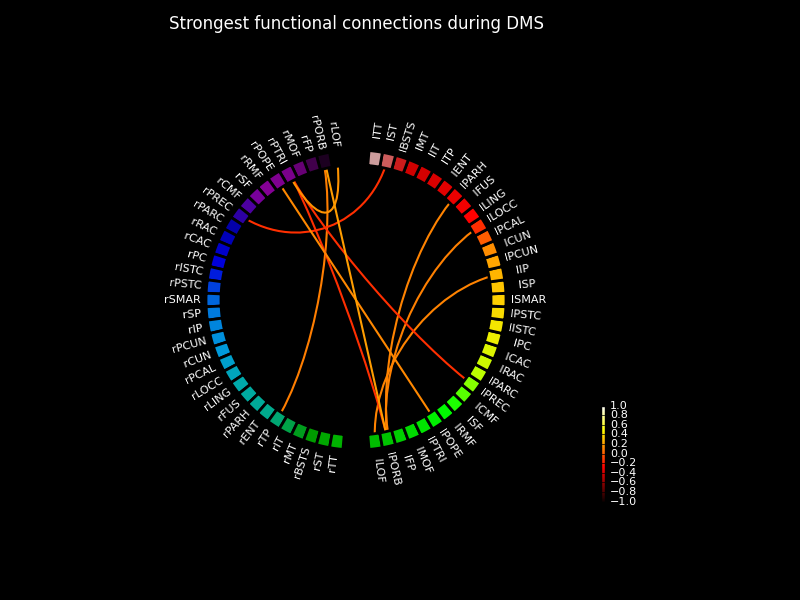 Strongest functional connections during DMS
rLOF
rPORB
rFP
rMOF
rPTRI
rPOPE
rRMF
rSF
rCMF
rPREC
rPARC
rRAC
rCAC
rPC
rISTC
rPSTC
rSMAR
rSP
rIP
rPCUN
rCUN
rPCAL
rLOCC
rLING
rFUS
rPARH
rENT
rTP
rIT
rMT
rBSTS
rST
rTT
lTT
lST
lBSTS
lMT
lIT
lTP
lENT
lPARH
lFUS
lLING
lLOCC
lPCAL
lCUN
lPCUN
lIP
lSP
lSMAR
lPSTC
lISTC
lPC
lCAC
lRAC
lPARC
lPREC
lCMF
lSF
lRMF
lPOPE
lPTRI
lMOF
lFP
lPORB
lLOF
1.0
0.8
0.6
0.4
0.2
0.0
−0.2
−0.4
−0.6
−0.8
−1.0